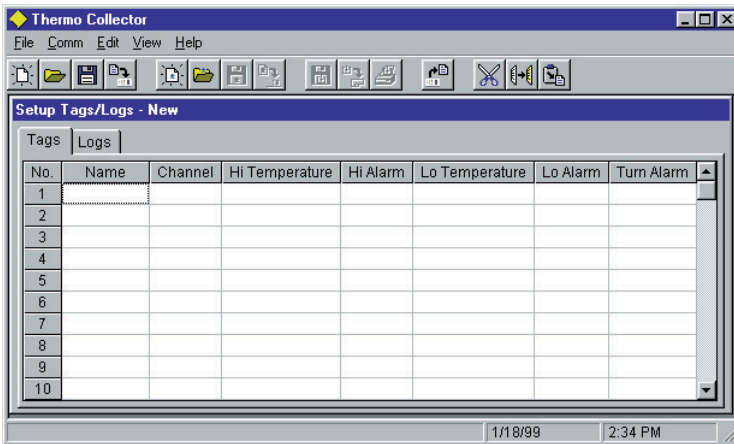 Thermo Collector
File Comm Edit View Help
Setup Tags/Logs - New
Tags Logs
No. Name Channel Hi Temperature Hi Alarm Lo Temperature Lo Alarm Turn Alarm
1
2
3
4
5
6
7
8
9
10
1/18/99 2:34 PM